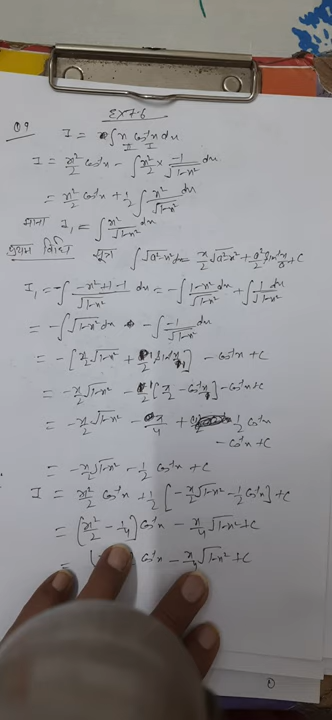 EX 7.6
Q9 I = ∫ x cos⁻¹x dx
II I
I = x²/2 cos⁻¹x - ∫ x²/2 × -1/√(1-x²) dx
= x²/2 cos⁻¹x + 1/2 ∫ x²/√(1-x²) dx
माना I₁ = ∫ x²/√(1-x²) dx
प्रथम विधि सूत्र ∫ √(a²-x²) dx = x/2 √(a²-x²) + a²/2 sin⁻¹ x/a + C
I₁ = -∫ (-x²+1-1)/√(1-x²) dx = -∫ (1-x²)/√(1-x²) dx + ∫ 1/√(1-x²) dx
= -∫ √(1-x²) dx - ∫ -1/√(1-x²) dx
= -[x/2 √(1-x²) + 1/2 sin⁻¹ x/1] - cos⁻¹x + C
= -x/2 √(1-x²) - 1/2 [π/2 - cos⁻¹x] - cos⁻¹x + C
= -x/2 √(1-x²) - π/4 + 1/2 cos⁻¹x
- cos⁻¹x + C
= -x/2 √(1-x²) - 1/2 cos⁻¹x + C
I = x²/2 cos⁻¹x + 1/2 [-x/2 √(1-x²) - 1/2 cos⁻¹x] + C
= [x²/2 - 1/4] cos⁻¹x - x/4 √(1-x²) + C
= cos⁻¹x - x/4 √(1-x²) + C